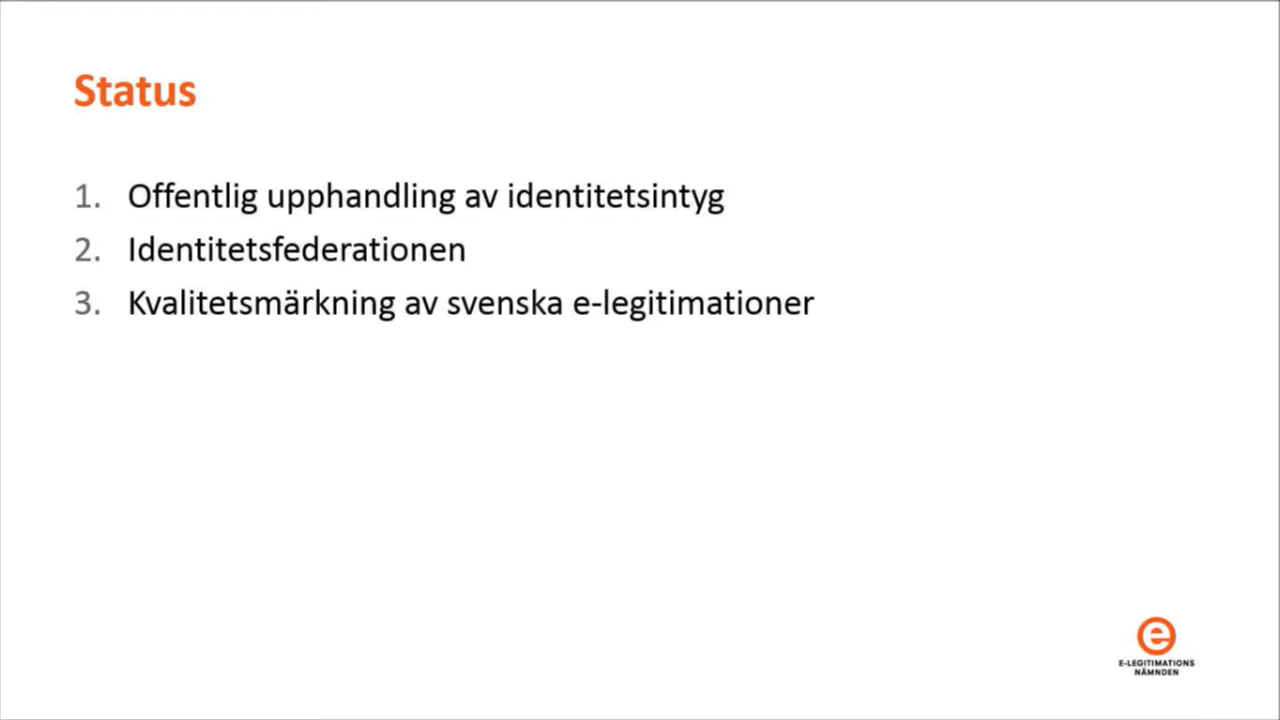 Status
1. Offentlig upphandling av identitetsintyg
2. Identitetsfederationen
3. Kvalitetsmärkning av svenska e-legitimationer
e
E-LEGITIMATIONS
NÄMNDEN